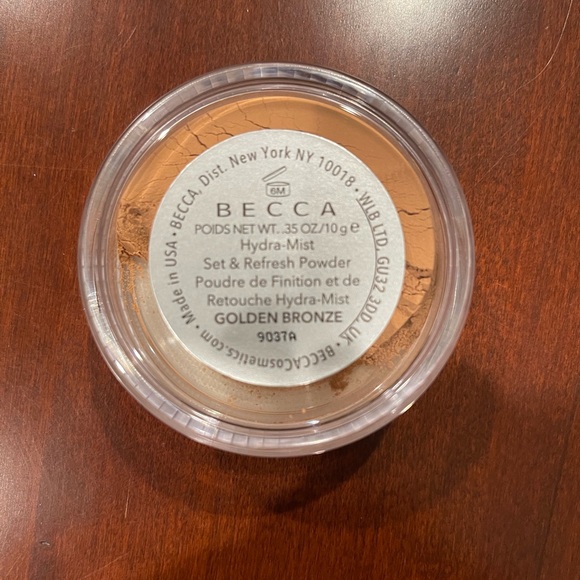 Made in USA • BECCA, Dist. New York NY 10018 • WLB LTD, GU32 3DD, UK • BECCACosmetics.com •
6M
BECCA
POIDS NET WT. .35 OZ./10 g e
Hydra-Mist
Set & Refresh Powder
Poudre de Finition et de
Retouche Hydra-Mist
GOLDEN BRONZE
9037A